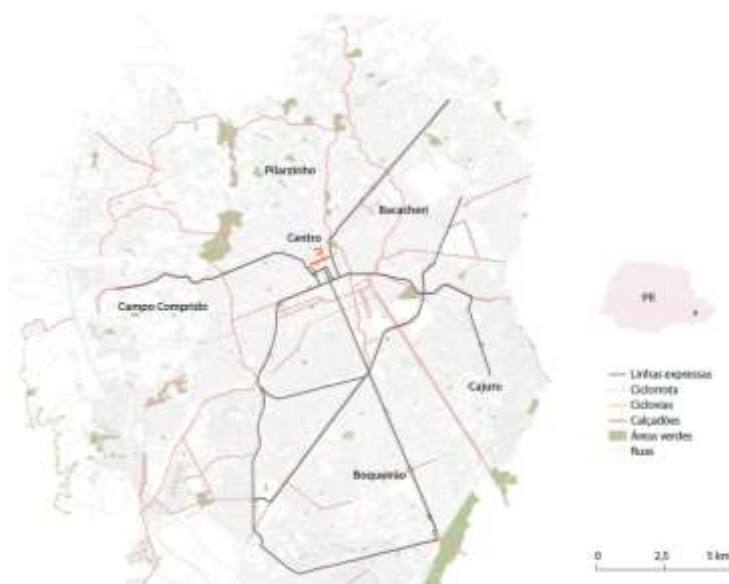 Pilarzinho
Bacacheri
Centro
Campo Comprido
Cajuru
Boqueirão
PR
Linhas expressas
Ciclorrota
Ciclovias
Calçadões
Áreas verdes
Ruas
0 2,5 5 km